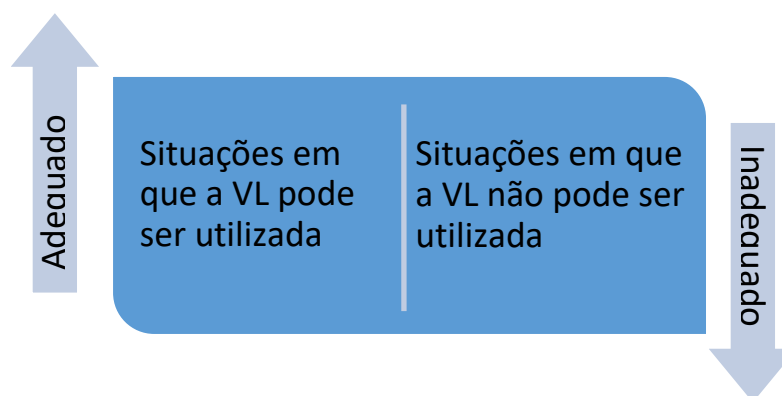 Adequado
Situações em
que a VL pode
ser utilizada
Situações em que
a VL não pode ser
utilizada
Inadequado